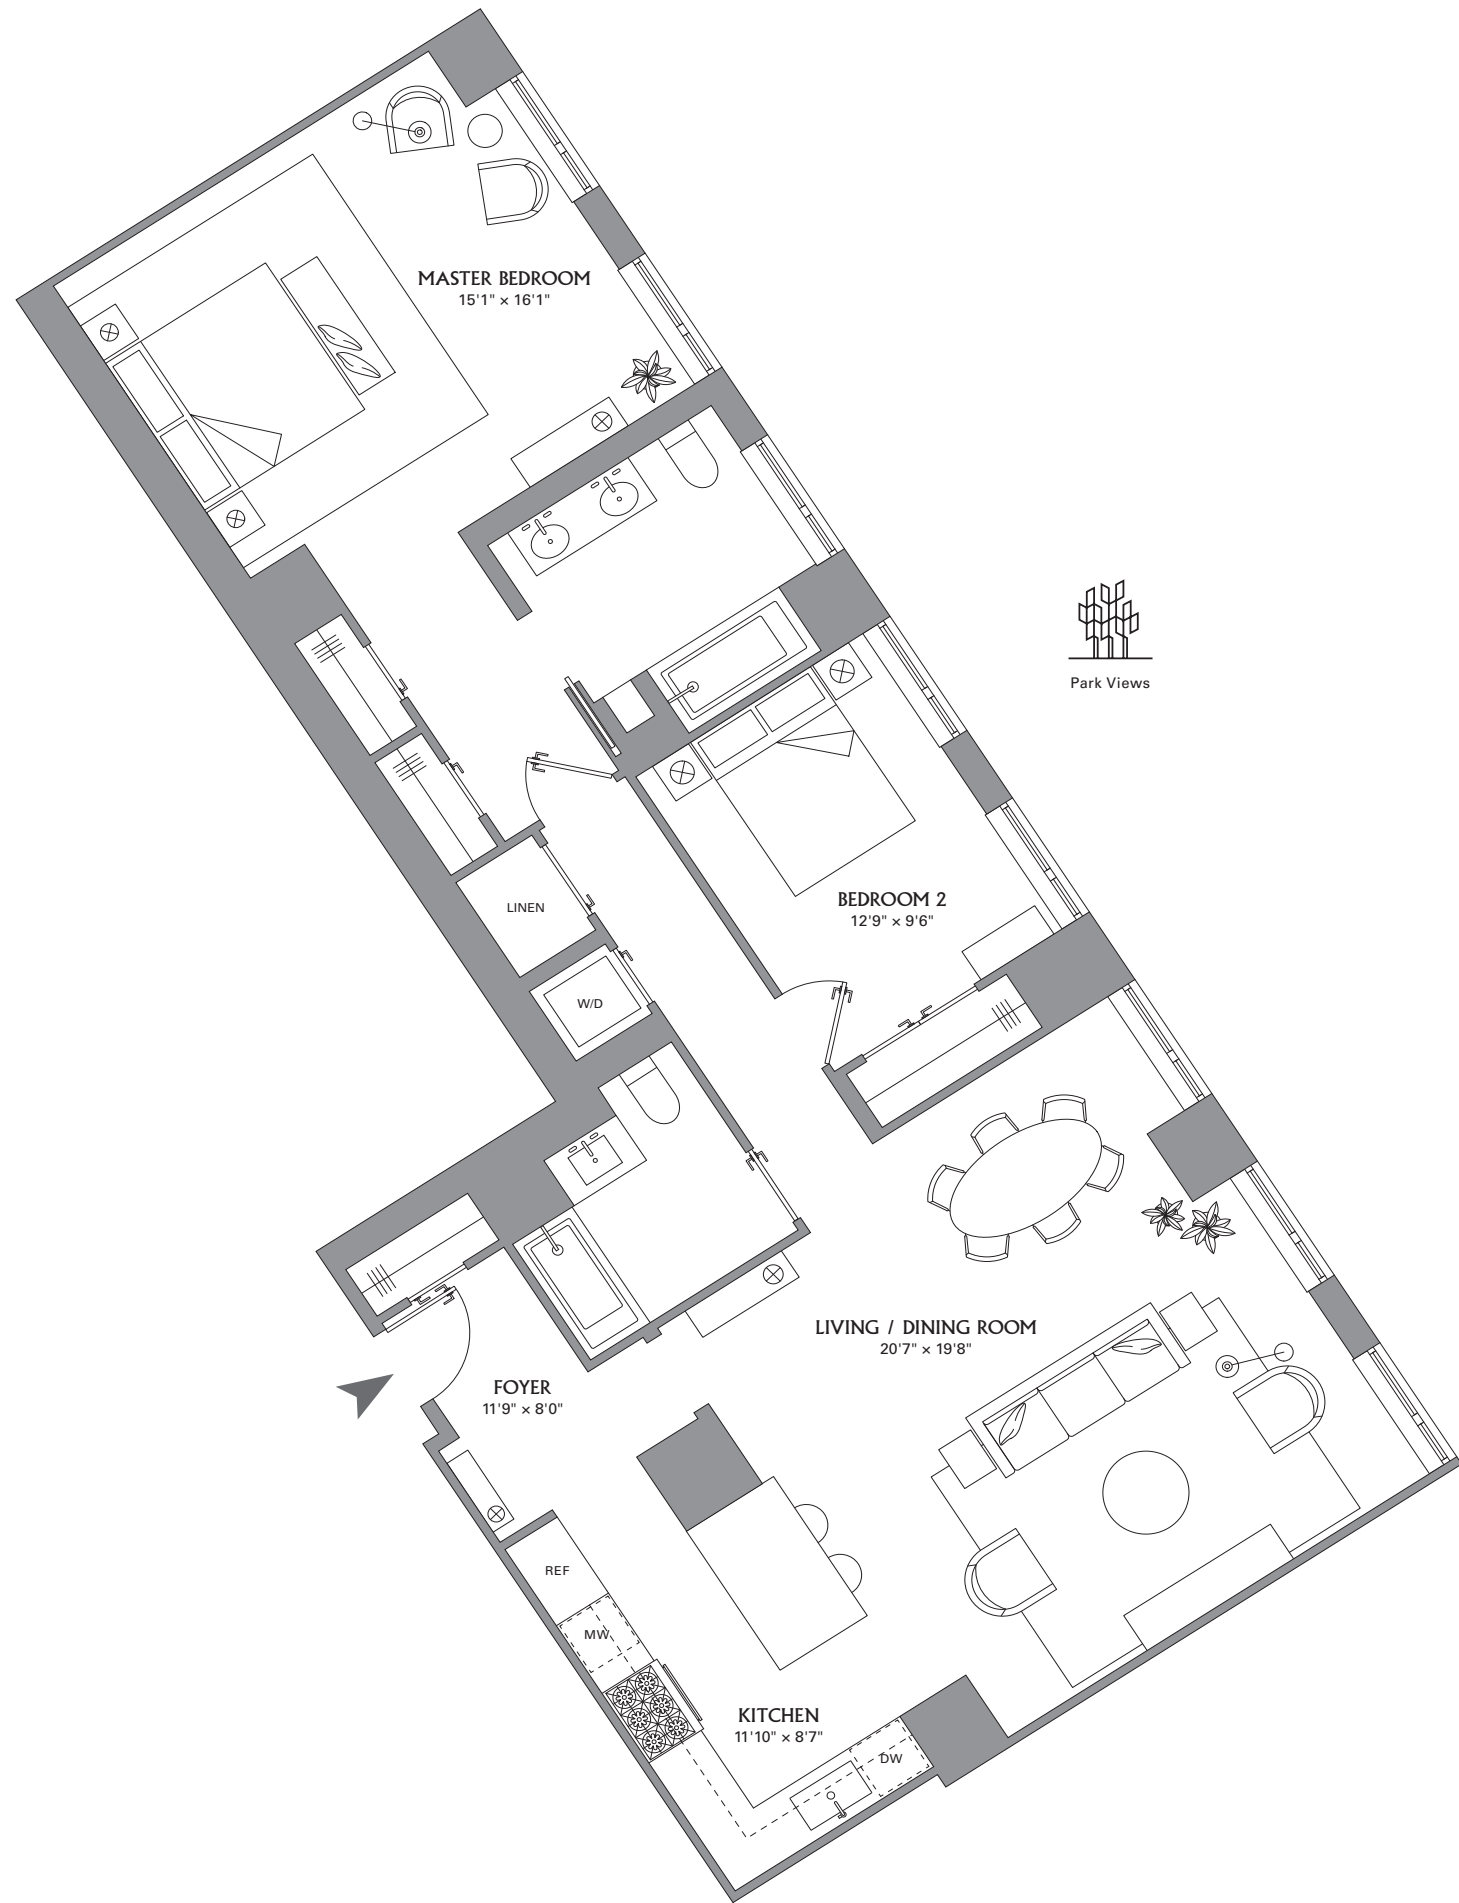 MASTER BEDROOM
15'1" × 16'1"
Park Views
BEDROOM 2
12'9" × 9'6"
LINEN
W/D
LIVING / DINING ROOM
20'7" × 19'8"
FOYER
11'9" × 8'0"
REF
MW
KITCHEN
11'10" × 8'7"
DW